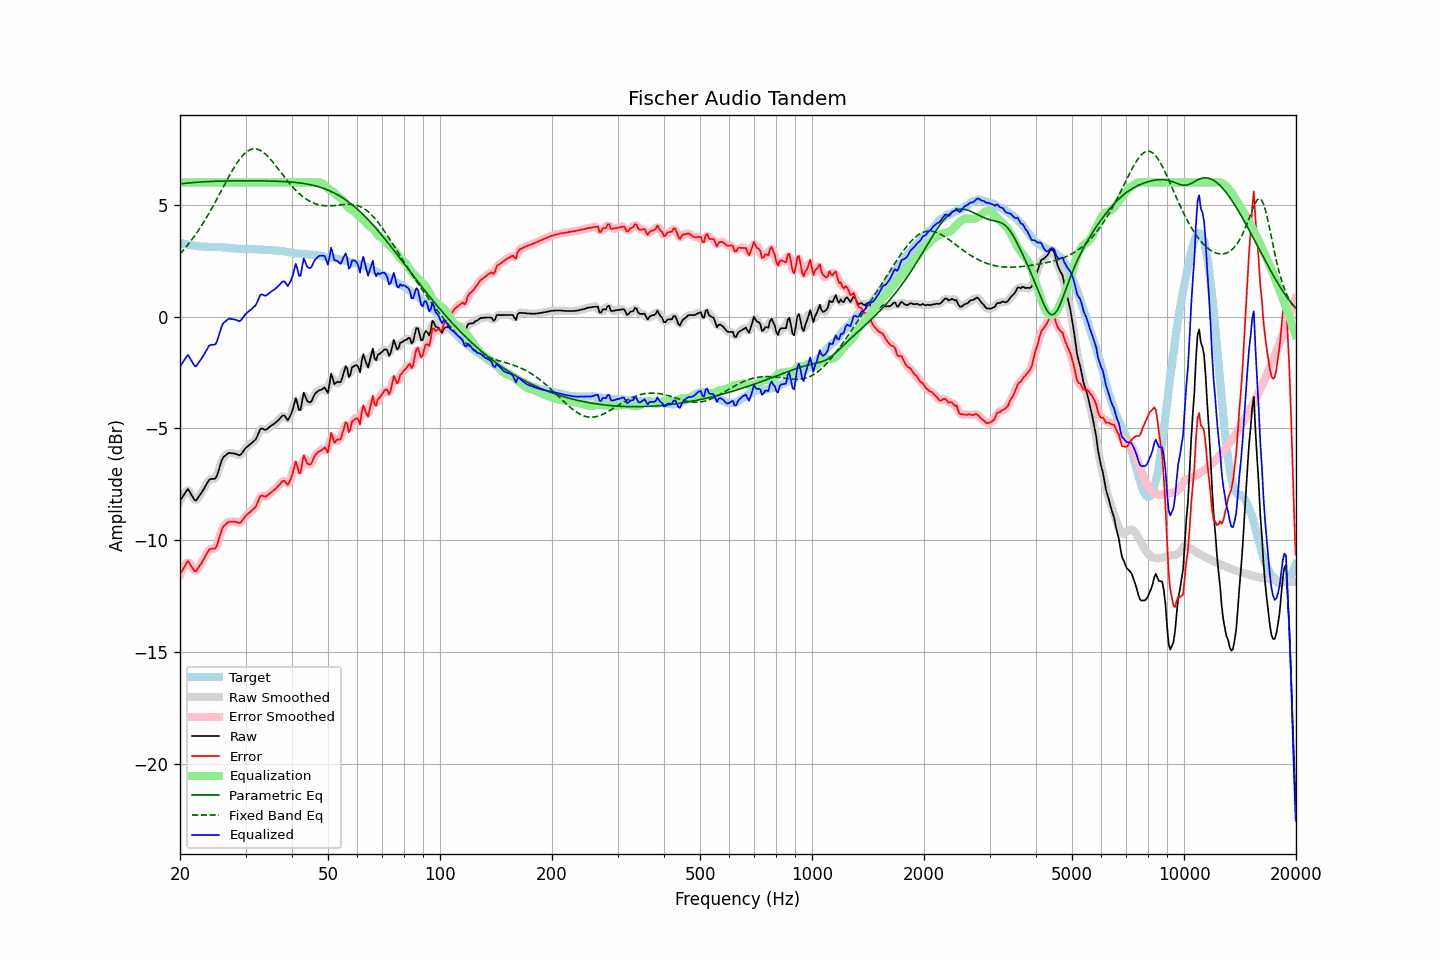 Fischer Audio Tandem
Amplitude (dBr)
5
0
−5
−10
−15
−20
Target
Raw Smoothed
Error Smoothed
Raw
Error
Equalization
Parametric Eq
Fixed Band Eq
Equalized
20 50 100 200 500 1000 2000 5000 10000 20000
Frequency (Hz)